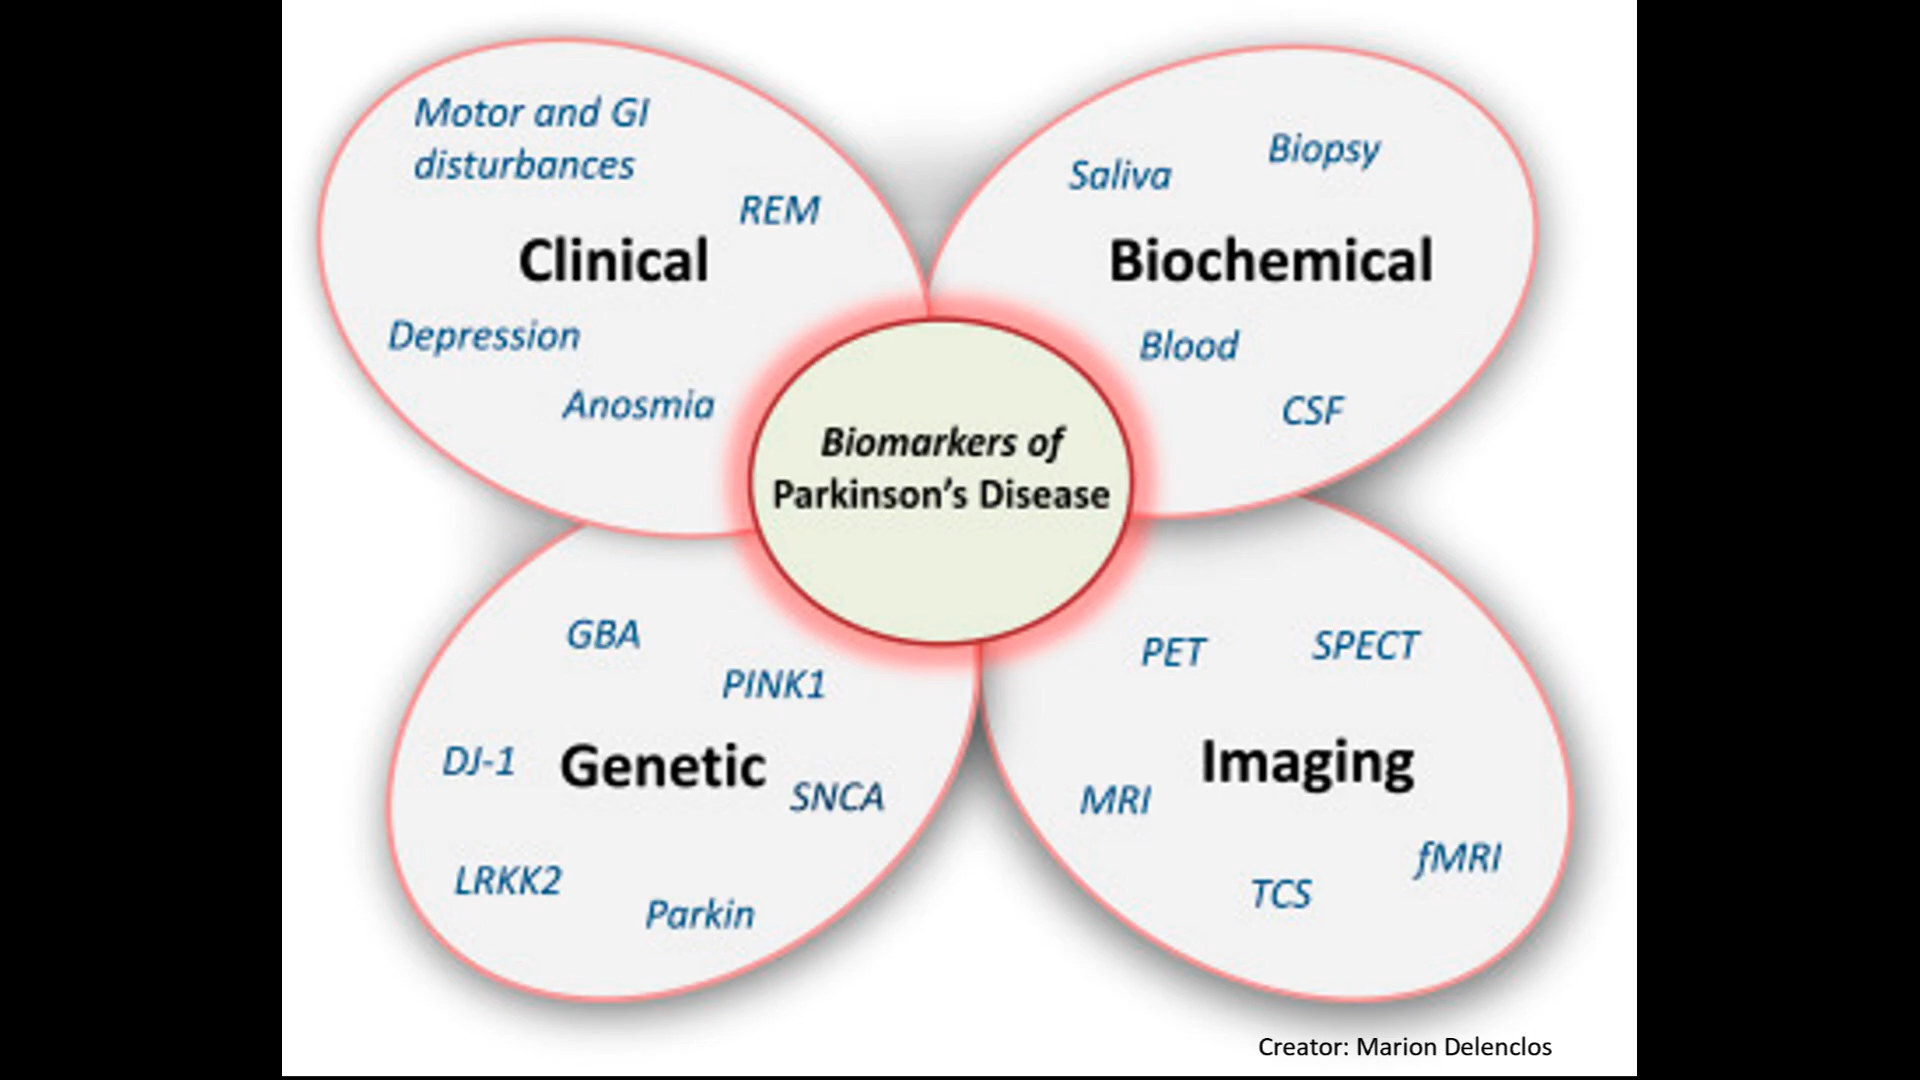 Motor and GI
disturbances
REM
Clinical
Depression
Anosmia
Saliva
Biopsy
Biochemical
Blood
CSF
Biomarkers of
Parkinson’s Disease
GBA
PINK1
DJ-1
Genetic
SNCA
LRKK2
Parkin
PET
SPECT
Imaging
MRI
fMRI
TCS
Creator: Marion Delenclos